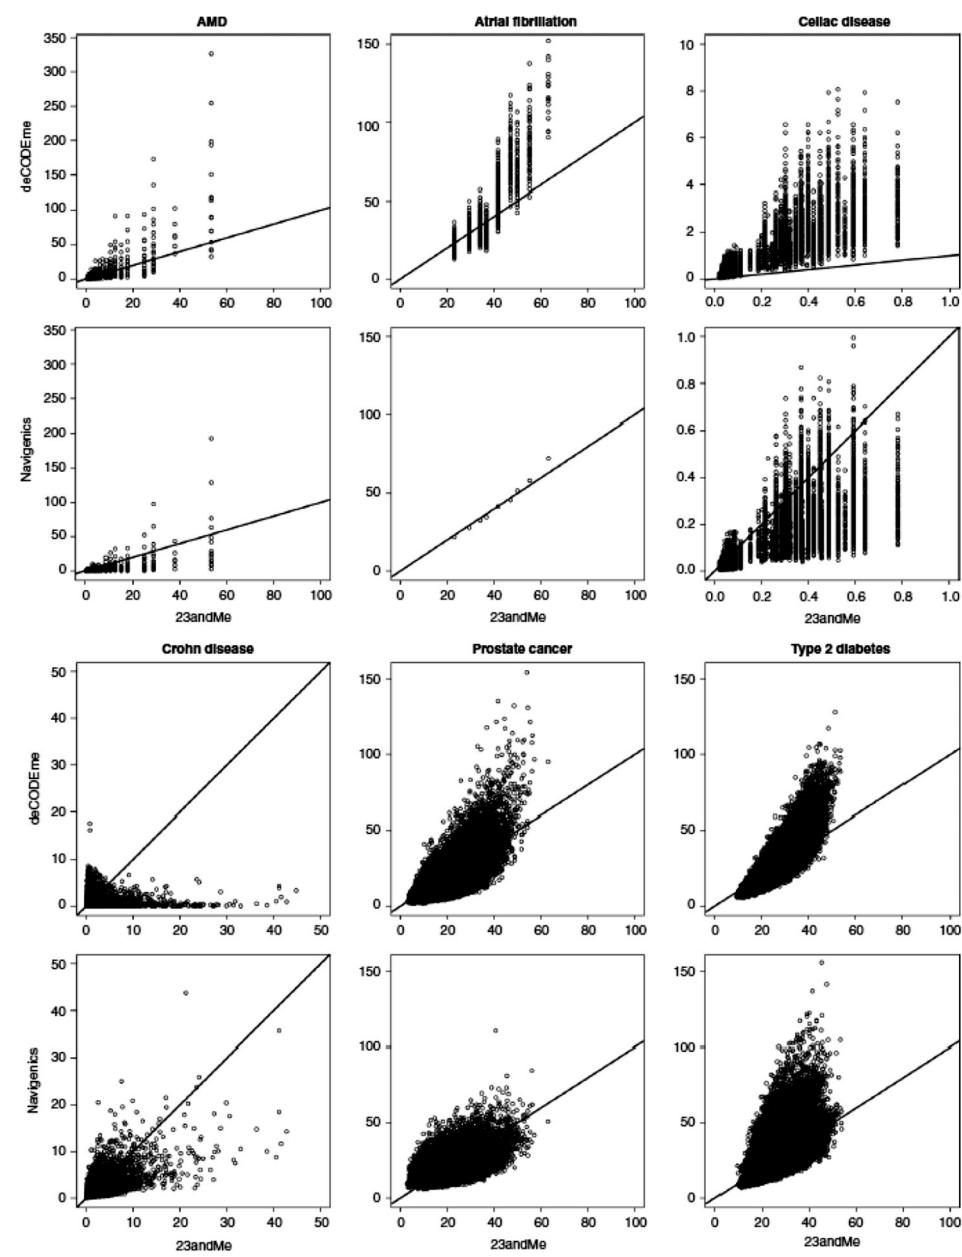 AMD Atrial fibrillation Celiac disease
350 300 250 200 150 100 50 0
deCODEme
0 20 40 60 80 100
150 100 50 0
0 20 40 60 80 100
10 8 6 4 2 0
0.0 0.2 0.4 0.6 0.8 1.0
350 300 250 200 150 100 50 0
Navigenics
0 20 40 60 80 100
23andMe
150 100 50 0
0 20 40 60 80 100
23andMe
1.0 0.8 0.6 0.4 0.2 0.0
0.0 0.2 0.4 0.6 0.8 1.0
23andMe
Crohn disease Prostate cancer Type 2 diabetes
50 40 30 20 10 0
deCODEme
0 10 20 30 40 50
150 100 50 0
0 20 40 60 80 100
150 100 50 0
0 20 40 60 80 100
50 40 30 20 10 0
Navigenics
0 10 20 30 40 50
23andMe
150 100 50 0
0 20 40 60 80 100
23andMe
150 100 50 0
0 20 40 60 80 100
23andMe